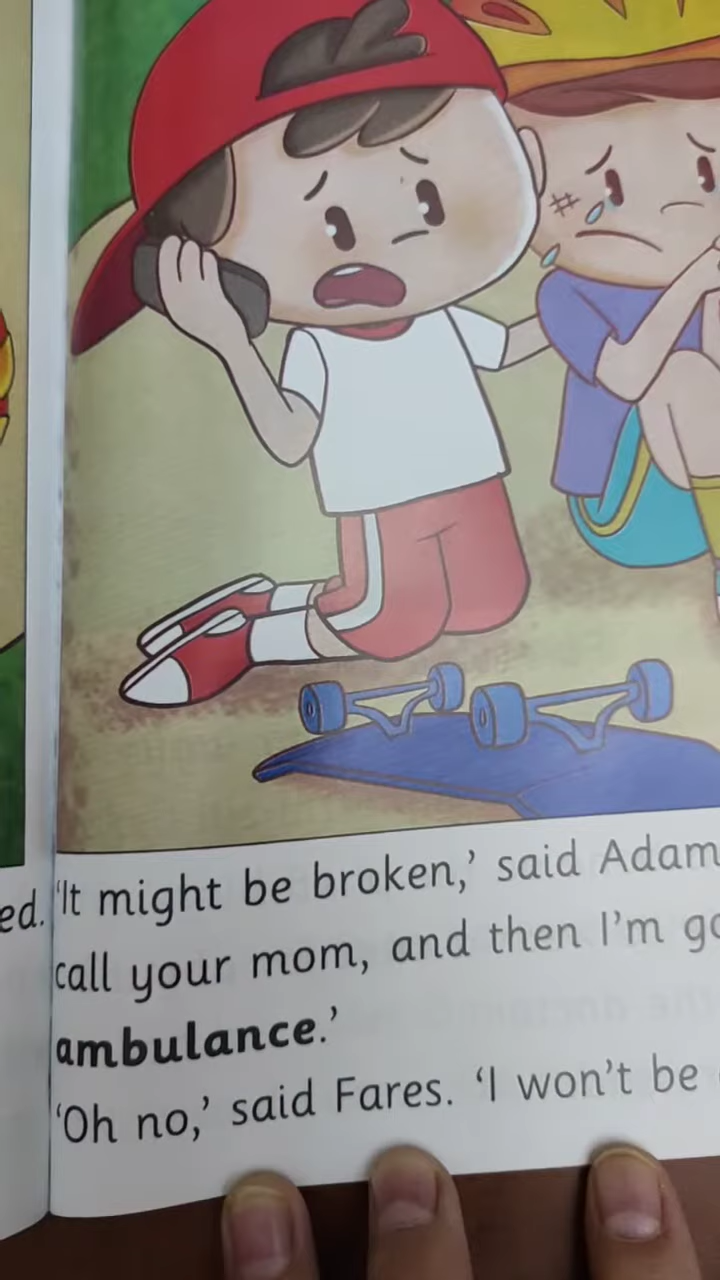 ed.
'It might be broken,' said Adam
call your mom, and then I'm
ambulance.'
'Oh no,' said Fares. 'I won't be